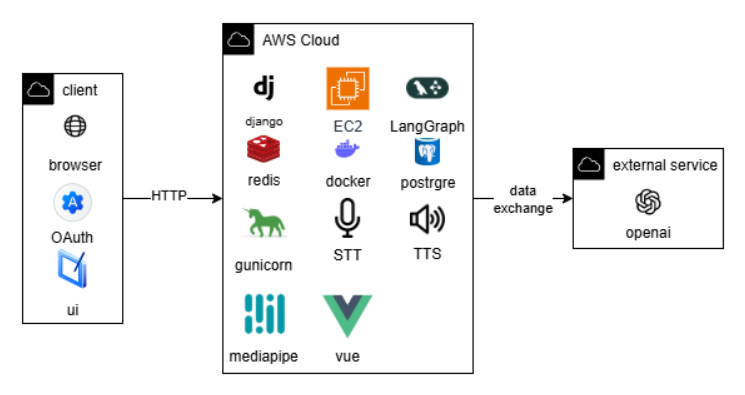 AWS Cloud
client
browser
OAuth
ui
HTTP
dj
django
EC2
LangGraph
redis
docker
postrgre
gunicorn
STT
TTS
mediapipe
vue
data
exchange
external service
A
openai